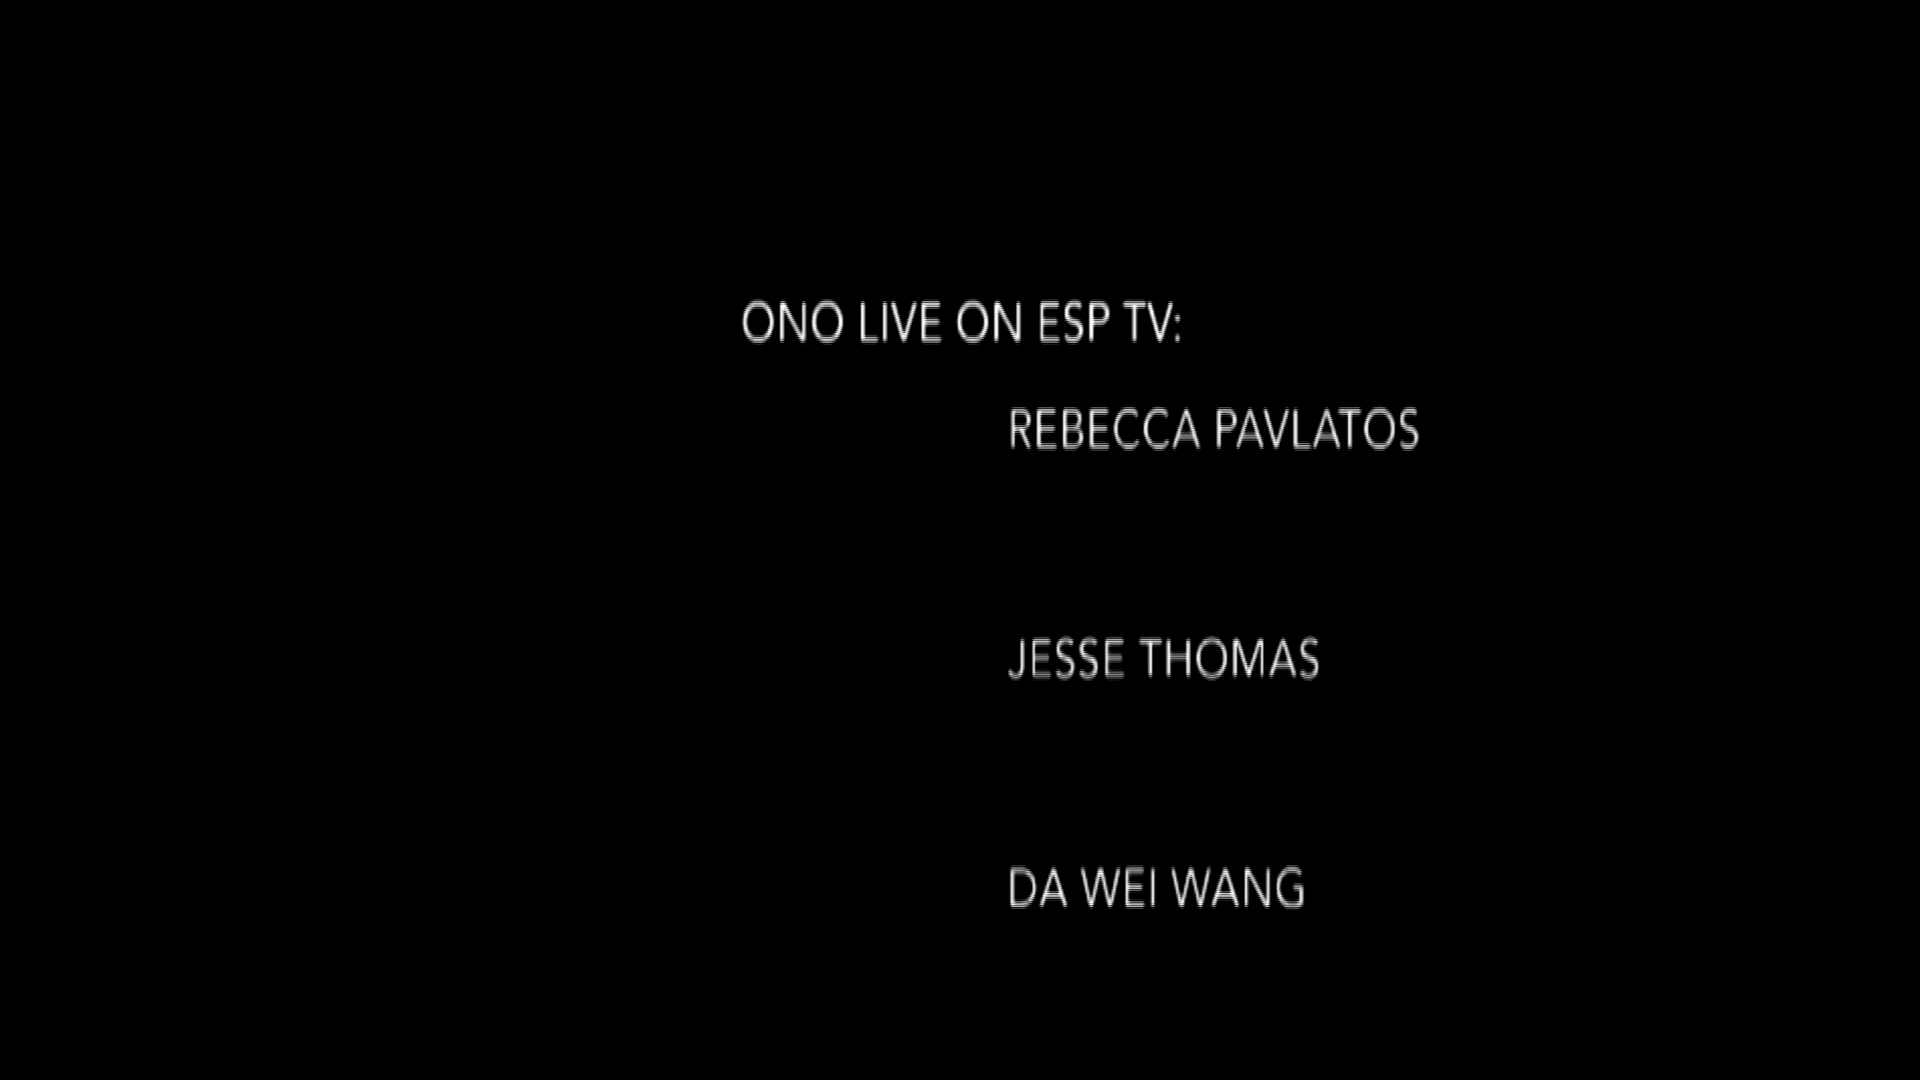 ONO LIVE ON ESP TV:
REBECCA PAVLATOS
JESSE THOMAS
DA WEI WANG